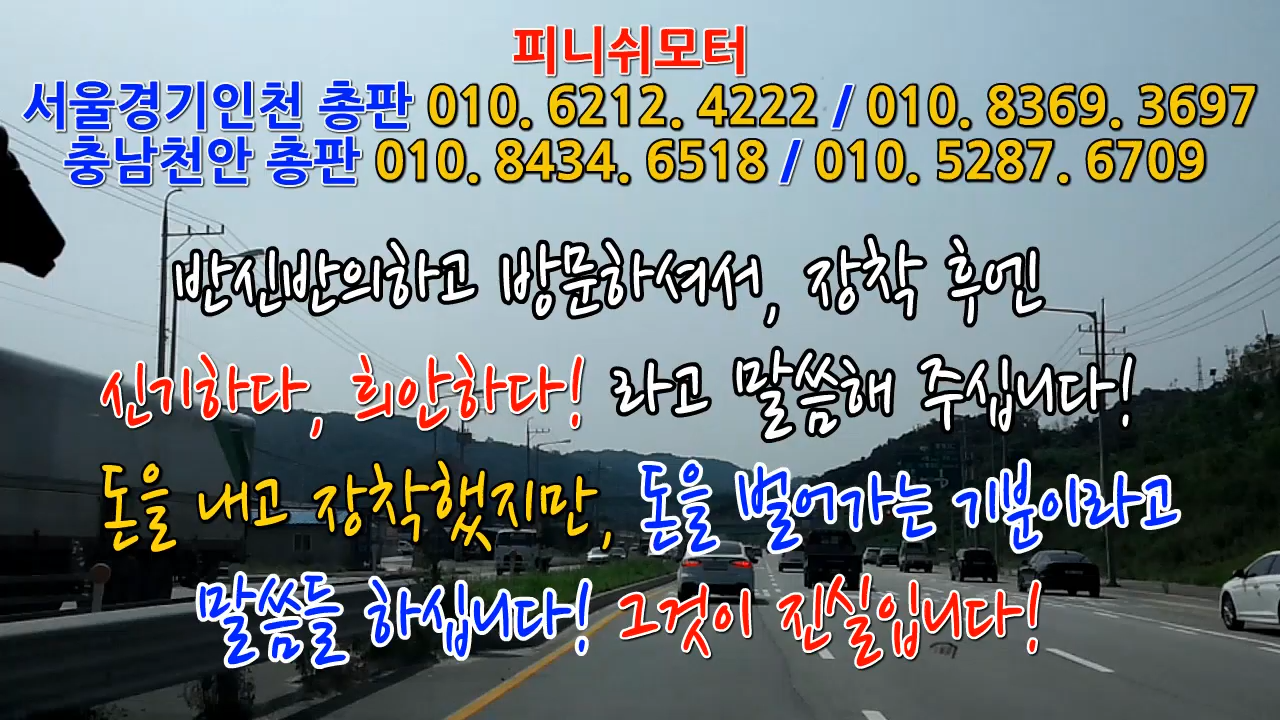 피니쉬모터
서울경기인천 총판 010. 6212. 4222 / 010. 8369. 3697
충남천안 총판 010. 8434. 6518 / 010. 5287. 6709
반신반의하고 방문하셔서, 장착 후엔
신기하다, 희안하다! 라고 말씀해 주십니다!
돈을 내고 장착했지만, 돈을 벌어가는 기분이라고
말씀들 하십니다! 그것이 진실입니다!